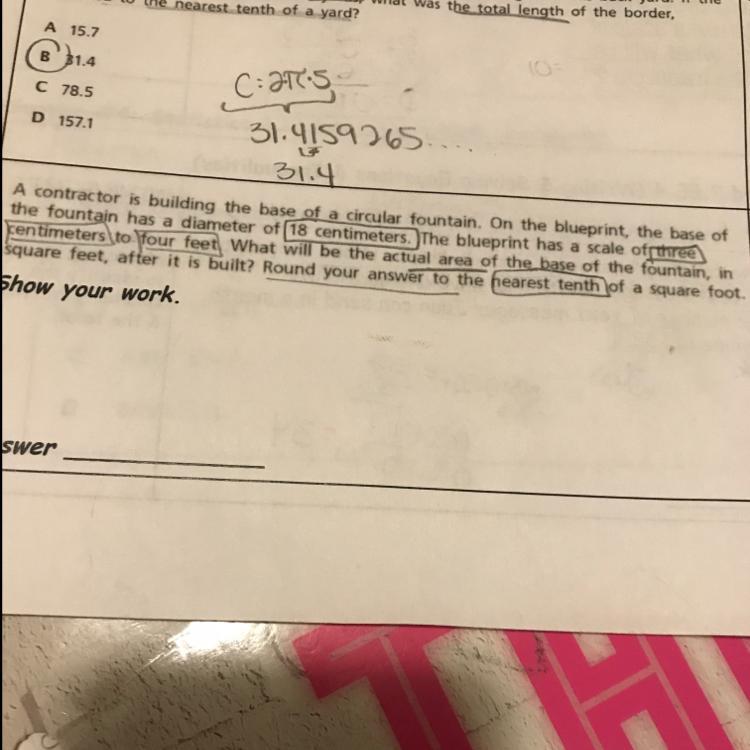 the nearest tenth of a yard? what was the total length of the border,
A 15.7
B 31.4
C 78.5
D 157.1
C=2π·5
31.4159265....
31.4
A contractor is building the base of a circular fountain. On the blueprint, the base of
the fountain has a diameter of 18 centimeters. The blueprint has a scale of three
centimeters to four feet. What will be the actual area of the base of the fountain, in
square feet, after it is built? Round your answer to the nearest tenth of a square foot.
Show your work.
swer
TH